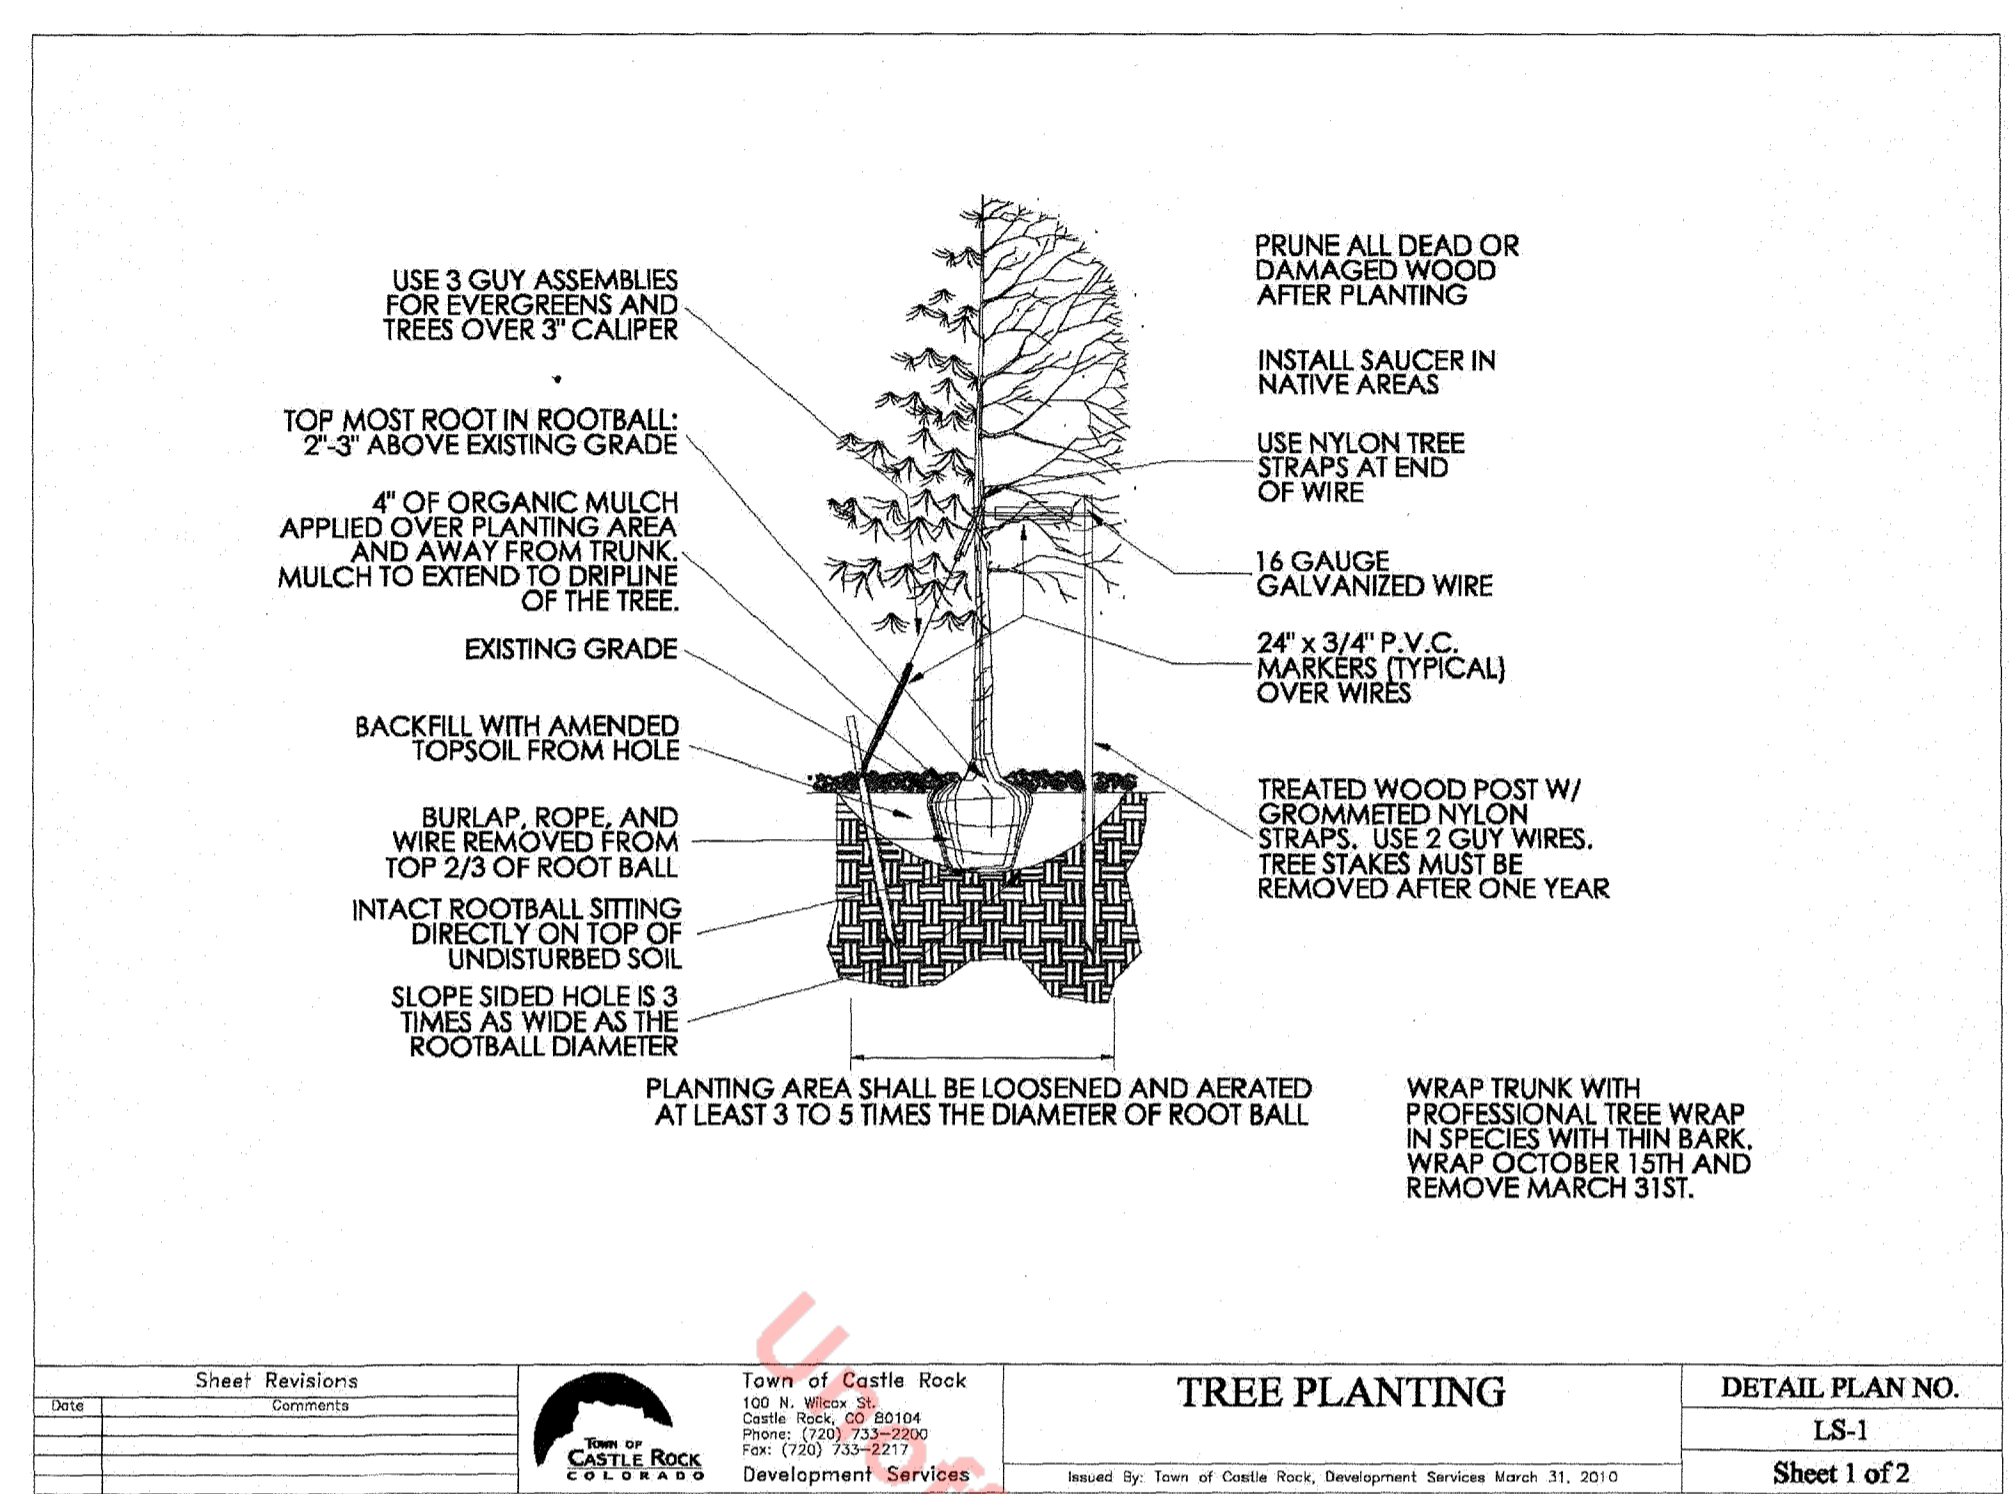 USE 3 GUY ASSEMBLIES
FOR EVERGREENS AND
TREES OVER 3" CALIPER
TOP MOST ROOT IN ROOTBALL:
2"-3" ABOVE EXISTING GRADE
4" OF ORGANIC MULCH
APPLIED OVER PLANTING AREA
AND AWAY FROM TRUNK.
MULCH TO EXTEND TO DRIPLINE
OF THE TREE.
EXISTING GRADE
BACKFILL WITH AMENDED
TOPSOIL FROM HOLE
BURLAP, ROPE, AND
WIRE REMOVED FROM
TOP 2/3 OF ROOT BALL
INTACT ROOTBALL SITTING
DIRECTLY ON TOP OF
UNDISTURBED SOIL
SLOPE SIDED HOLE IS 3
TIMES AS WIDE AS THE
ROOTBALL DIAMETER
PRUNE ALL DEAD OR
DAMAGED WOOD
AFTER PLANTING
INSTALL SAUCER IN
NATIVE AREAS
USE NYLON TREE
STRAPS AT END
OF WIRE
16 GAUGE
GALVANIZED WIRE
24" x 3/4" P.V.C.
MARKERS (TYPICAL)
OVER WIRES
TREATED WOOD POST W/
GROMMETED NYLON
STRAPS. USE 2 GUY WIRES.
TREE STAKES MUST BE
REMOVED AFTER ONE YEAR
PLANTING AREA SHALL BE LOOSENED AND AERATED
AT LEAST 3 TO 5 TIMES THE DIAMETER OF ROOT BALL
WRAP TRUNK WITH
PROFESSIONAL TREE WRAP
IN SPECIES WITH THIN BARK.
WRAP OCTOBER 15TH AND
REMOVE MARCH 31ST.
Sheet Revisions
Date
Comments
TOWN OF
CASTLE ROCK
COLORADO
Town of Castle Rock
100 N. Wilcox St.
Castle Rock, CO 80104
Phone: (720) 733-2200
Fax: (720) 733-2217
Development Services
TREE PLANTING
Issued By: Town of Castle Rock, Development Services March 31, 2010
DETAIL PLAN NO.
LS-1
Sheet 1 of 2